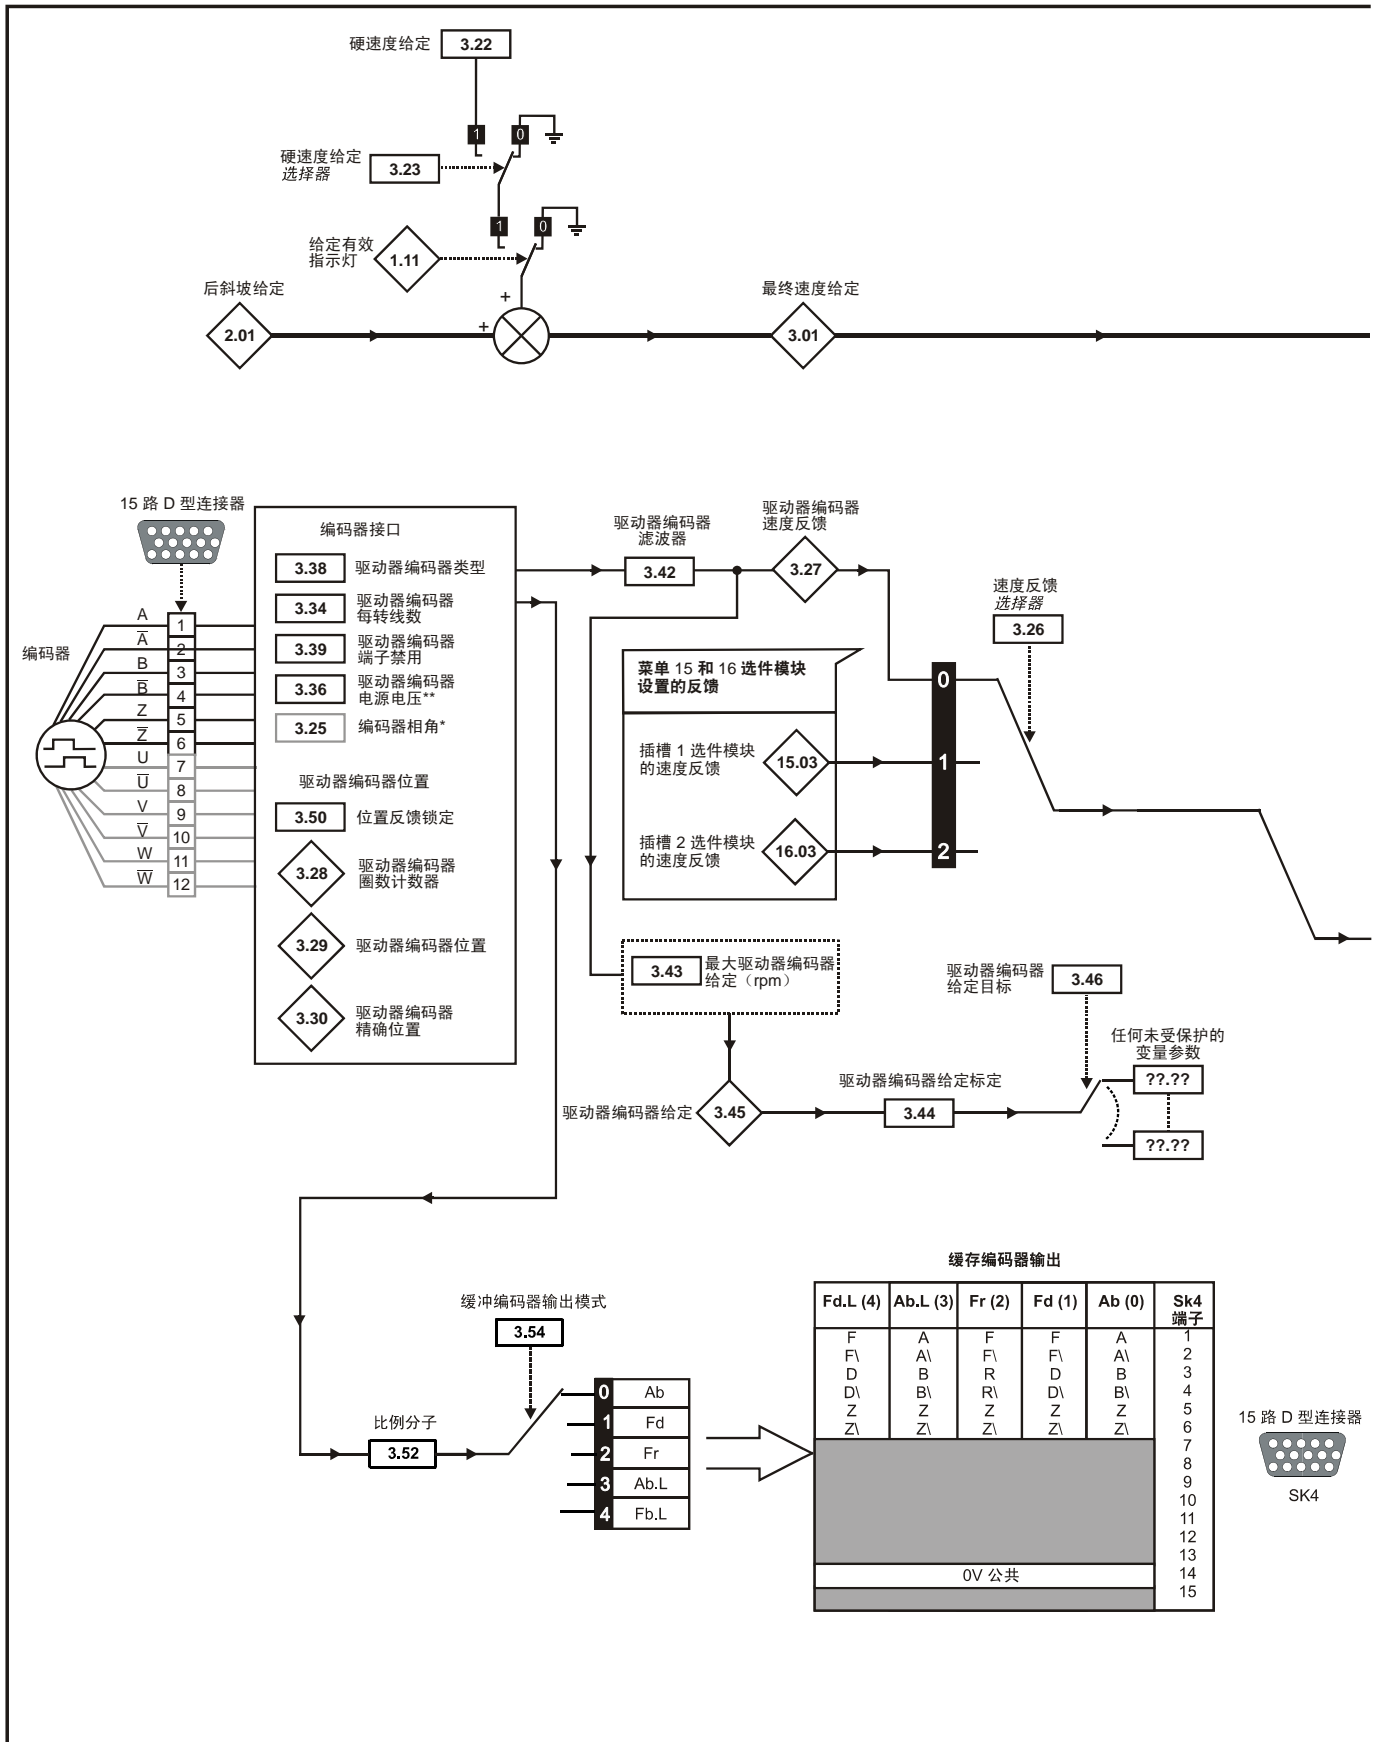 硬速度给定
3.22
1
0
硬速度给定
选择器
3.23
1
0
给定有效
指示灯
1.11
后斜坡给定
最终速度给定
+
+
2.01
3.01
15 路 D 型连接器
编码器
A
A̅
B
B̅
Z
Z̅
U
U̅
V
V̅
W
W̅
1
2
3
4
5
6
7
8
9
10
11
12
编码器接口
3.38
驱动器编码器类型
3.34
驱动器编码器
每转线数
3.39
驱动器编码器
端子禁用
3.36
驱动器编码器
电源电压**
3.25
编码器相角*
驱动器编码器位置
3.50
位置反馈锁定
3.28
驱动器编码器
圈数计数器
3.29
驱动器编码器位置
3.30
驱动器编码器
精确位置
驱动器编码器
滤波器
3.42
驱动器编码器
速度反馈
3.27
速度反馈
选择器
3.26
菜单 15 和 16 选件模块
设置的反馈
插槽 1 选件模块
的速度反馈
15.03
插槽 2 选件模块
的速度反馈
16.03
0
1
2
3.43
最大驱动器编码器
给定（rpm）
驱动器编码器
给定目标
3.46
任何未受保护的
变量参数
??.??
??.??
驱动器编码器给定
3.45
驱动器编码器给定标定
3.44
缓冲编码器输出模式
3.54
比例分子
3.52
0 Ab
1 Fd
2 Fr
3 Ab.L
4 Fb.L
缓存编码器输出
Fd.L (4) Ab.L (3) Fr (2) Fd (1) Ab (0) Sk4
端子
F A F F A 1
F\ A\ F\ F\ A\ 2
D B R D B 3
D\ B\ R\ D\ B\ 4
Z Z Z Z Z 5
Z\ Z\ Z\ Z\ Z\ 6
7
8
9
10
11
12
13
0V 公共 14
15
15 路 D 型连接器
SK4